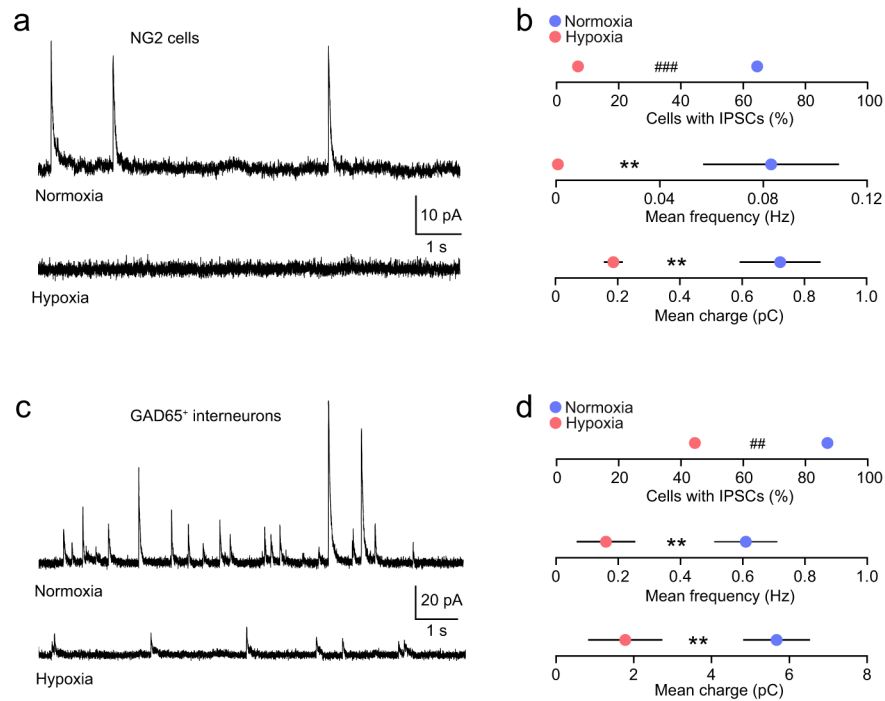 a
NG2 cells
Normoxia
10 pA
1 s
Hypoxia
b
Normoxia
Hypoxia
###
0 20 40 60 80 100
Cells with IPSCs (%)
**
0 0.04 0.08 0.12
Mean frequency (Hz)
**
0 0.2 0.4 0.6 0.8 1.0
Mean charge (pC)
c
GAD65⁺ interneurons
Normoxia
20 pA
1 s
Hypoxia
d
Normoxia
Hypoxia
##
0 20 40 60 80 100
Cells with IPSCs (%)
**
0 0.2 0.4 0.6 0.8 1.0
Mean frequency (Hz)
**
0 2 4 6 8
Mean charge (pC)